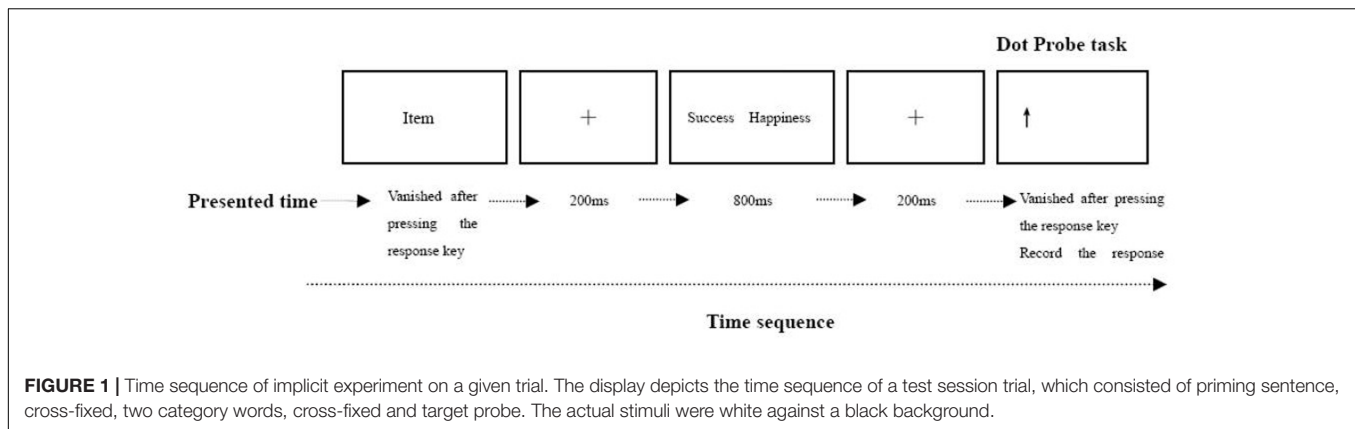 Dot Probe task
Item
+
Success Happiness
+
Presented time
Vanished after
pressing the
response key
200ms
800ms
200ms
Vanished after pressing
the response key
Record the response
Time sequence
FIGURE 1 | Time sequence of implicit experiment on a given trial. The display depicts the time sequence of a test session trial, which consisted of priming sentence,
cross-fixed, two category words, cross-fixed and target probe. The actual stimuli were white against a black background.